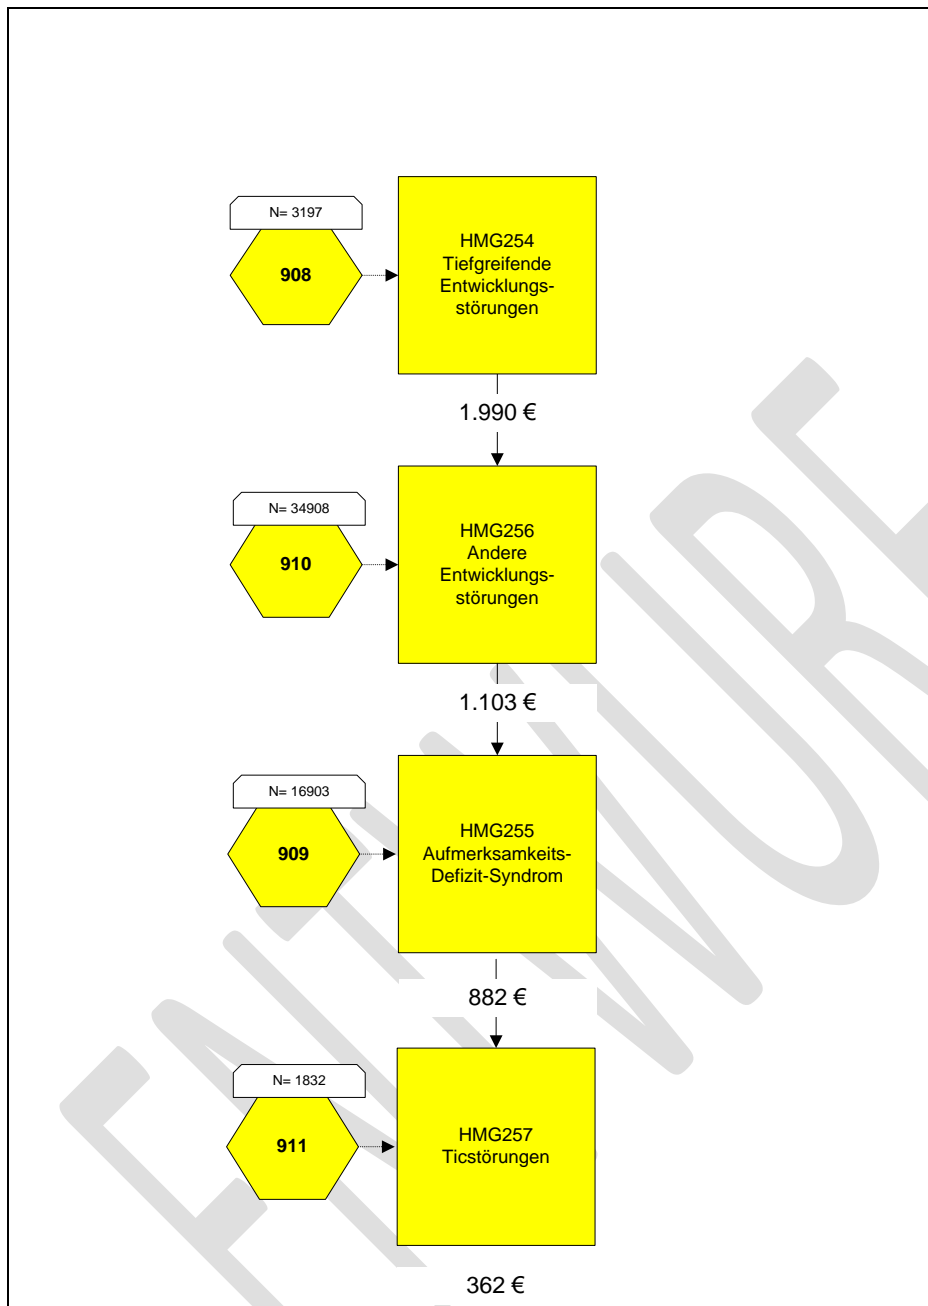 N= 3197
908
HMG254
Tiefgreifende
Entwicklungs-
störungen
1.990 €
N= 34908
910
HMG256
Andere
Entwicklungs-
störungen
1.103 €
N= 16903
909
HMG255
Aufmerksamkeits-
Defizit-Syndrom
882 €
N= 1832
911
HMG257
Ticstörungen
362 €
ENTWURF